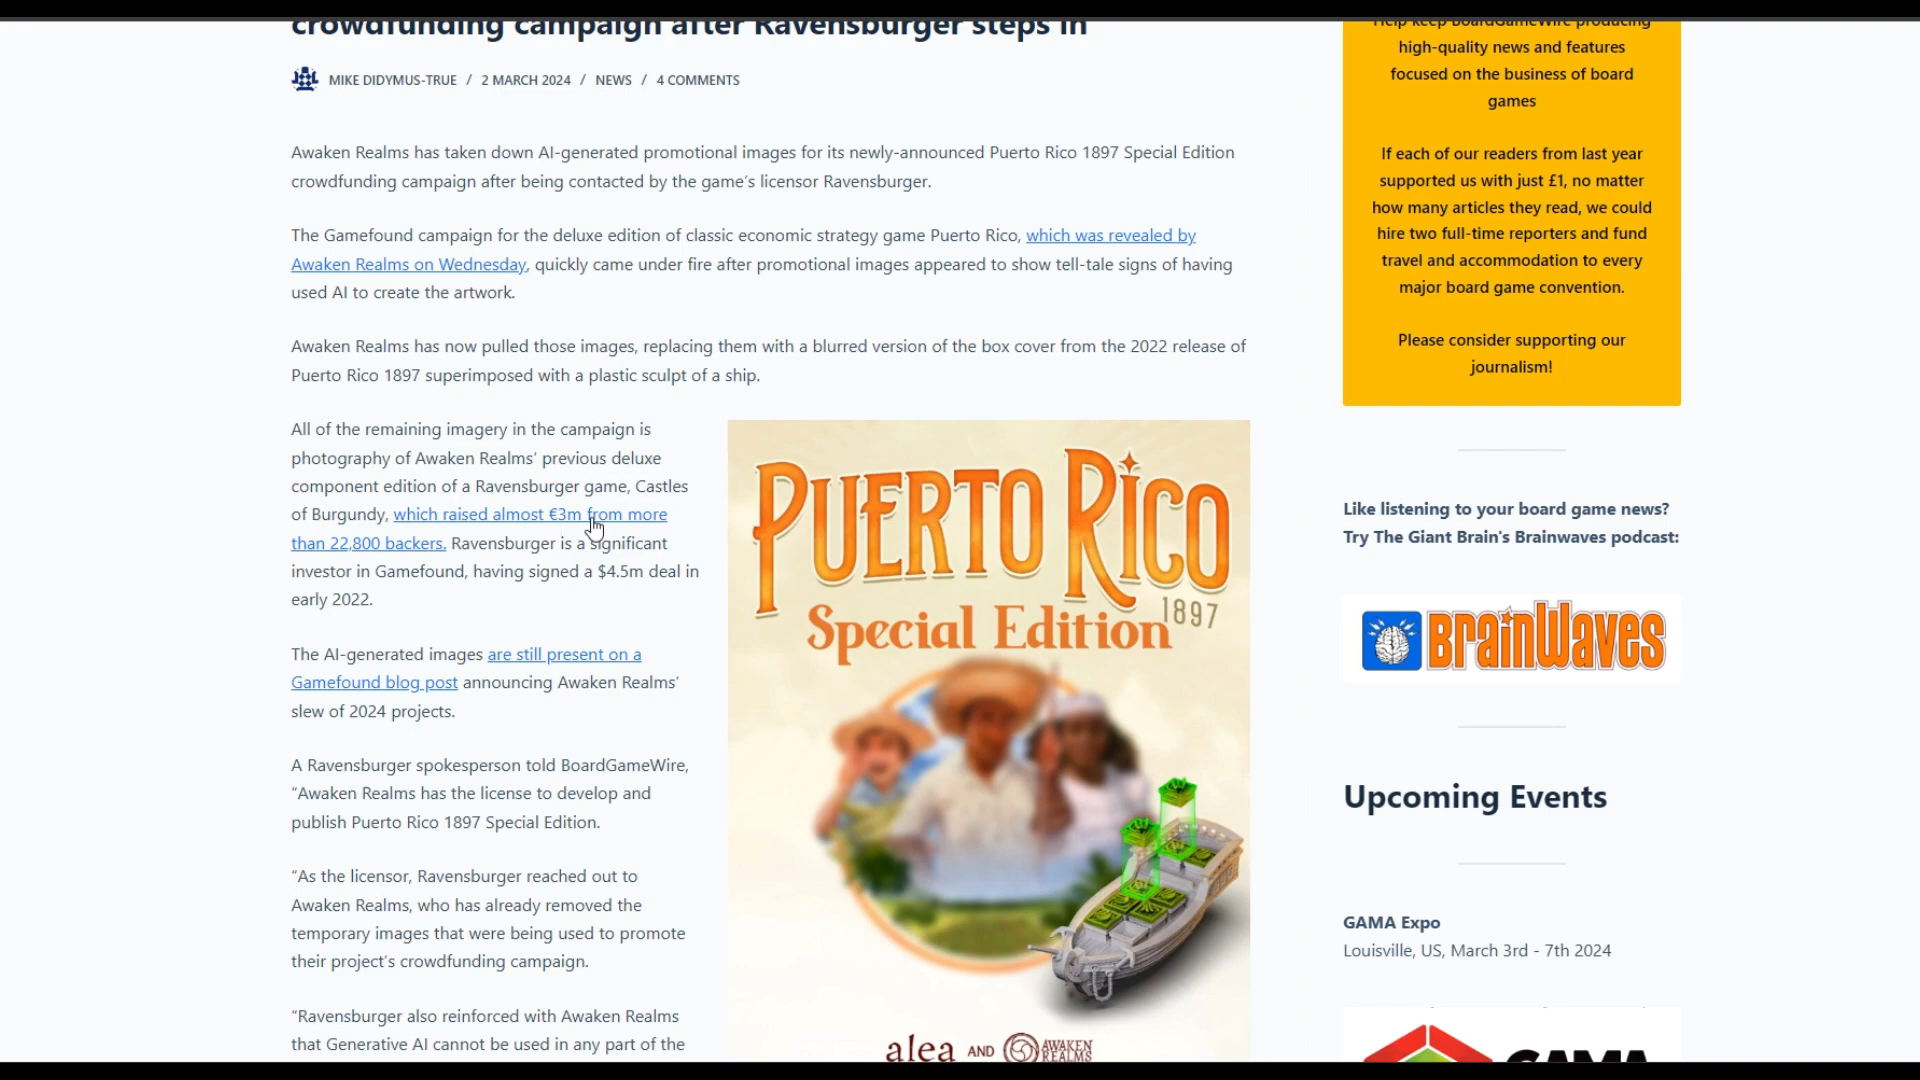 crowdfunding campaign after Ravensburger steps in
MIKE DIDYMUS-TRUE / 2 MARCH 2024 / NEWS / 4 COMMENTS
Awaken Realms has taken down AI-generated promotional images for its newly-announced Puerto Rico 1897 Special Edition
crowdfunding campaign after being contacted by the game's licensor Ravensburger.
The Gamefound campaign for the deluxe edition of classic economic strategy game Puerto Rico, which was revealed by
Awaken Realms on Wednesday, quickly came under fire after promotional images appeared to show tell-tale signs of having
used AI to create the artwork.
Awaken Realms has now pulled those images, replacing them with a blurred version of the box cover from the 2022 release of
Puerto Rico 1897 superimposed with a plastic sculpt of a ship.
All of the remaining imagery in the campaign is
photography of Awaken Realms' previous deluxe
component edition of a Ravensburger game, Castles
of Burgundy, which raised almost €3m from more
than 22,800 backers. Ravensburger is a significant
investor in Gamefound, having signed a $4.5m deal in
early 2022.
The AI-generated images are still present on a
Gamefound blog post announcing Awaken Realms'
slew of 2024 projects.
A Ravensburger spokesperson told BoardGameWire,
“Awaken Realms has the license to develop and
publish Puerto Rico 1897 Special Edition.
“As the licensor, Ravensburger reached out to
Awaken Realms, who has already removed the
temporary images that were being used to promote
their project's crowdfunding campaign.
“Ravensburger also reinforced with Awaken Realms
that Generative AI cannot be used in any part of the
PUERTO RICO
1897
Special Edition
alea AND AWAKEN REALMS
Help keep BoardGameWire producing
high-quality news and features
focused on the business of board
games
If each of our readers from last year
supported us with just £1, no matter
how many articles they read, we could
hire two full-time reporters and fund
travel and accommodation to every
major board game convention.
Please consider supporting our
journalism!
Like listening to your board game news?
Try The Giant Brain's Brainwaves podcast:
BRAINWAVES
Upcoming Events
GAMA Expo
Louisville, US, March 3rd - 7th 2024
GAMA